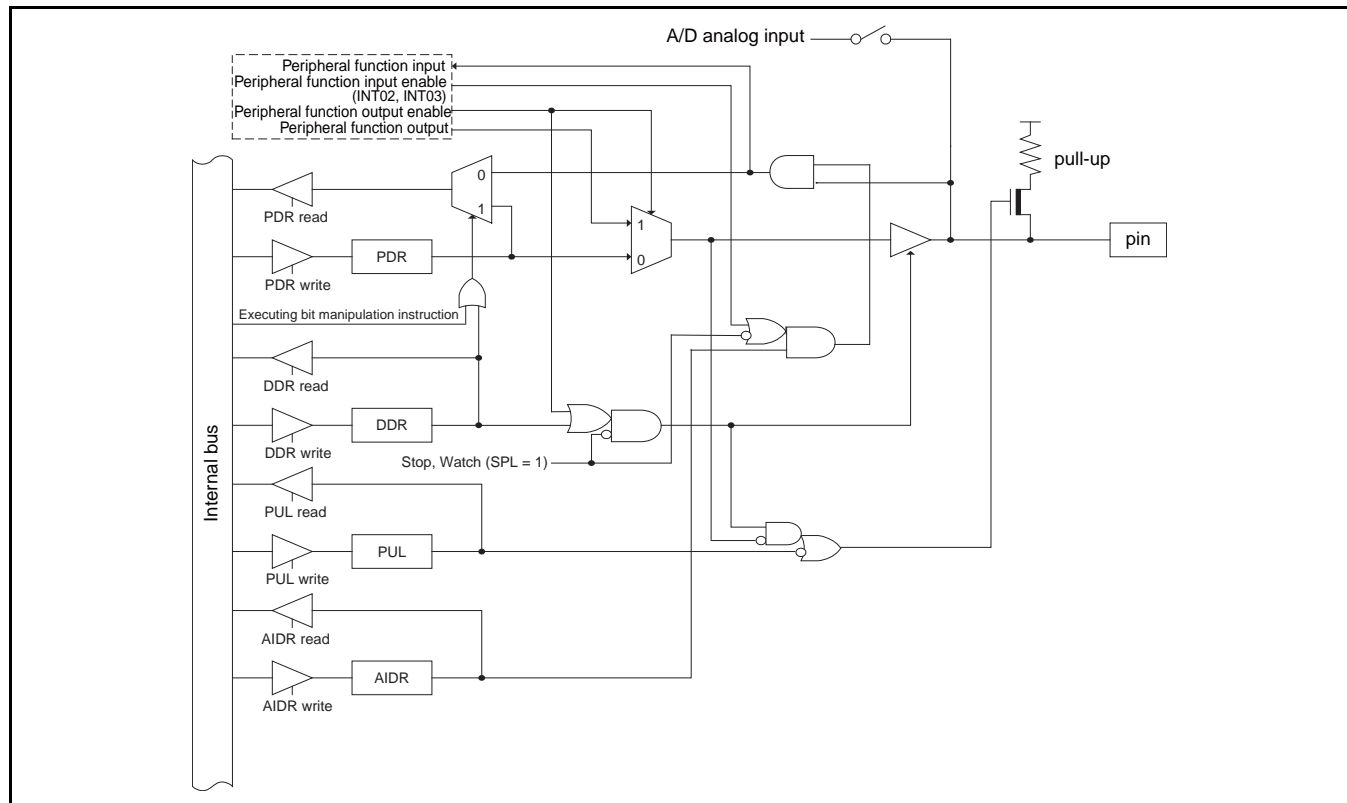 A/D analog input
Peripheral function input
Peripheral function input enable
(INT02, INT03)
Peripheral function output enable
Peripheral function output
pull-up
0
1
PDR read
1
0
pin
PDR
PDR write
Executing bit manipulation instruction
DDR read
DDR
DDR write
Stop, Watch (SPL = 1)
Internal bus
PUL read
PUL
PUL write
AIDR read
AIDR
AIDR write